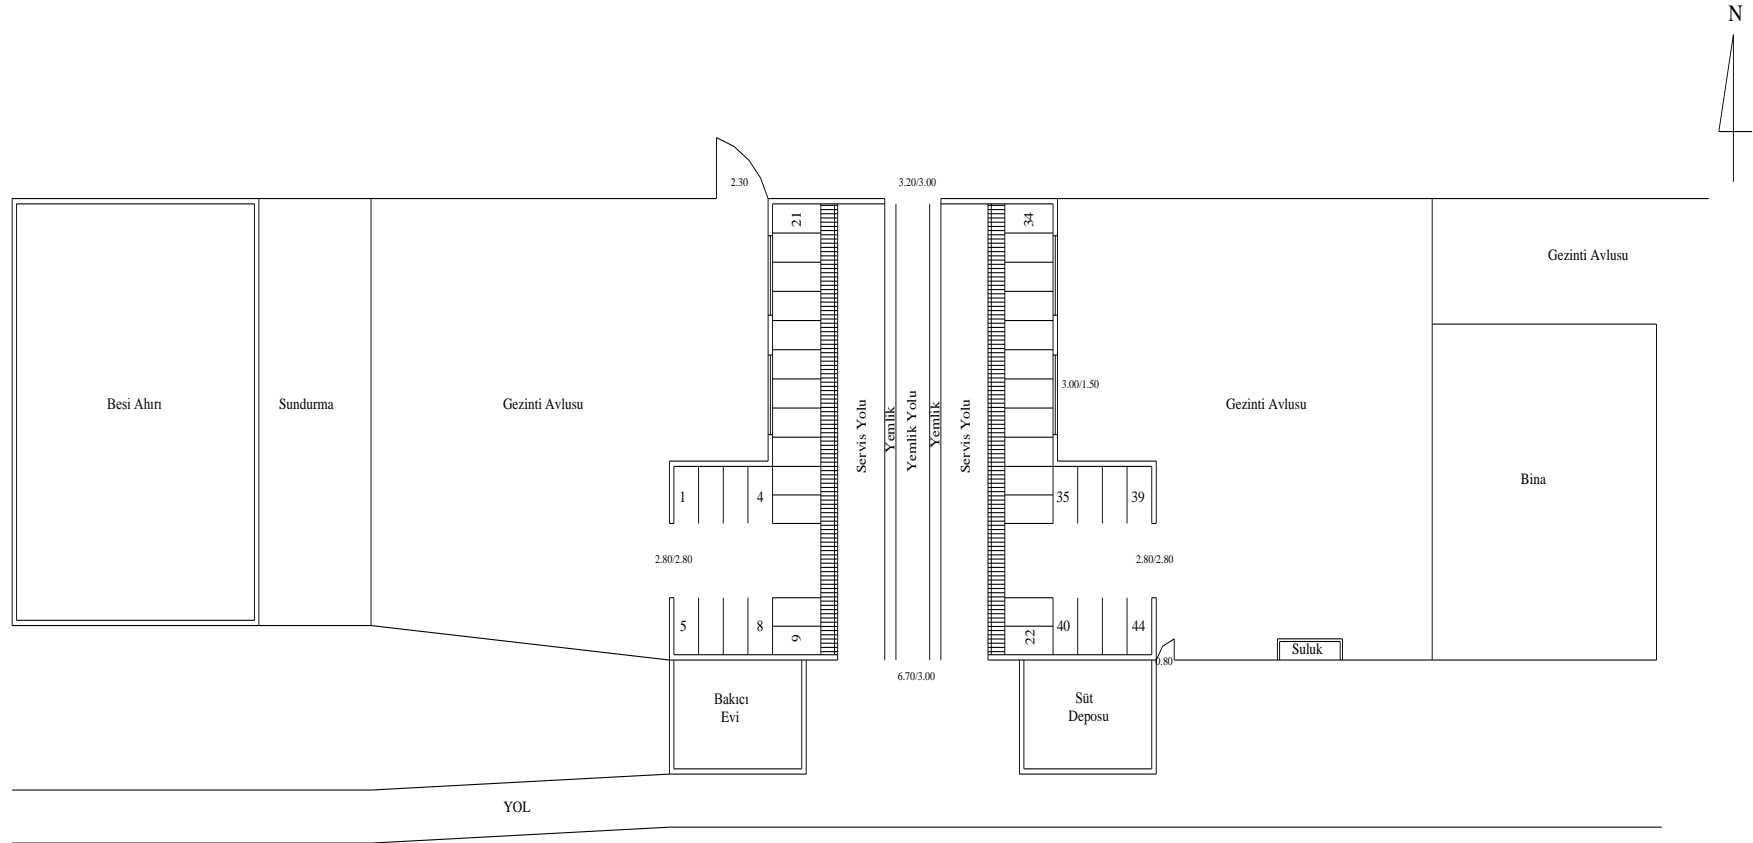 N
2.30
3.20/3.00
21
34
Gezinti Avlusu
3.00/1.50
Besi Ahırı
Sundurma
Gezinti Avlusu
Servis Yolu
Yemlik
Yemlik Yolu
Yemlik
Servis Yolu
Gezinti Avlusu
Bina
1
4
35
39
2.80/2.80
2.80/2.80
5
8
9
22
40
44
Suluk
0.80
6.70/3.00
Bakıcı
Evi
Süt
Deposu
YOL